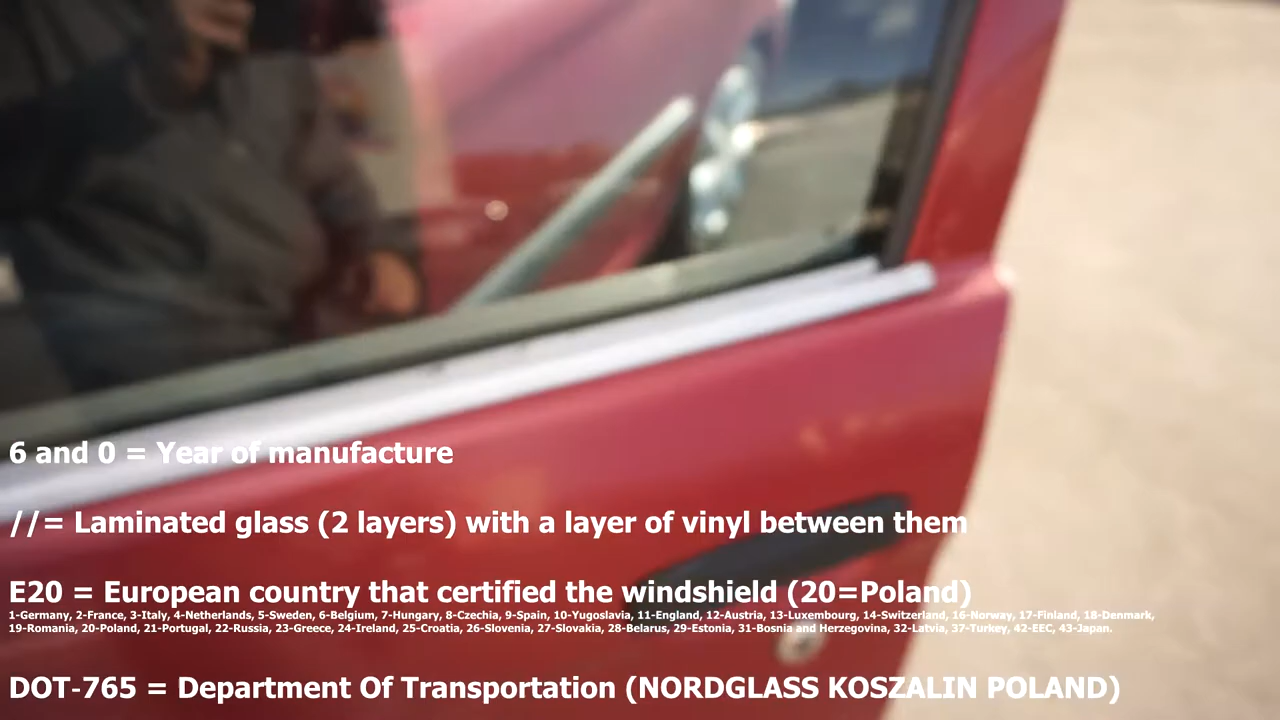 6 and 0 = Year of manufacture
//= Laminated glass (2 layers) with a layer of vinyl between them
E20 = European country that certified the windshield (20=Poland)
1-Germany, 2-France, 3-Italy, 4-Netherlands, 5-Sweden, 6-Belgium, 7-Hungary, 8-Czechia, 9-Spain, 10-Yugoslavia, 11-England, 12-Austria, 13-Luxembourg, 14-Switzerland, 16-Norway, 17-Finland, 18-Denmark,
19-Romania, 20-Poland, 21-Portugal, 22-Russia, 23-Greece, 24-Ireland, 25-Croatia, 26-Slovenia, 27-Slovakia, 28-Belarus, 29-Estonia, 31-Bosnia and Herzegovina, 32-Latvia, 37-Turkey, 42-EEC, 43-Japan.
DOT-765 = Department Of Transportation (NORDGLASS KOSZALIN POLAND)